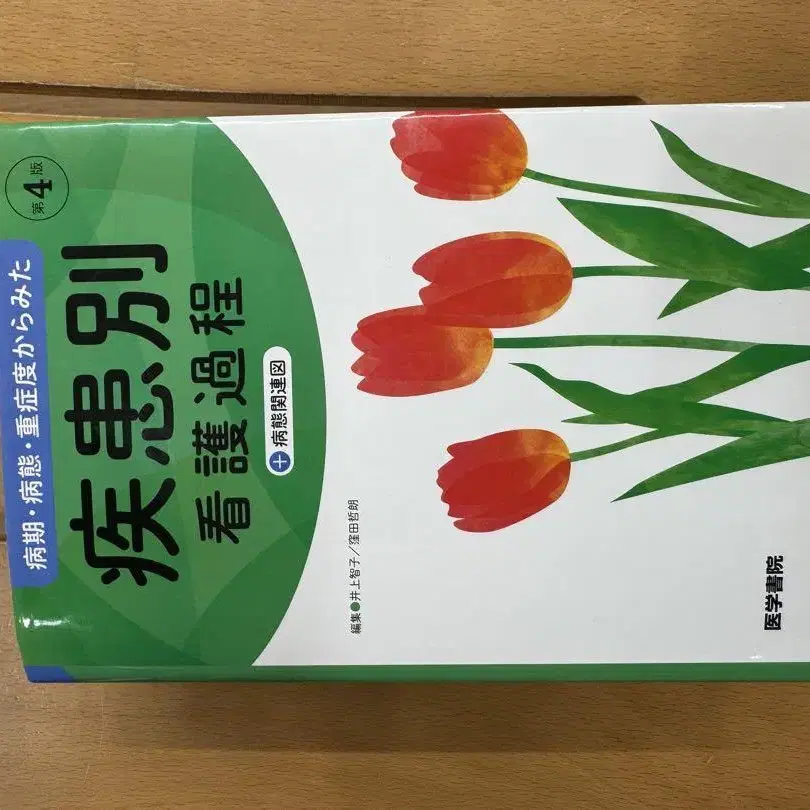 病期・病態・重症度からみた
第4版
疾患別
看護過程
+病態関連図
編集●井上智子／窪田哲朗
医学書院